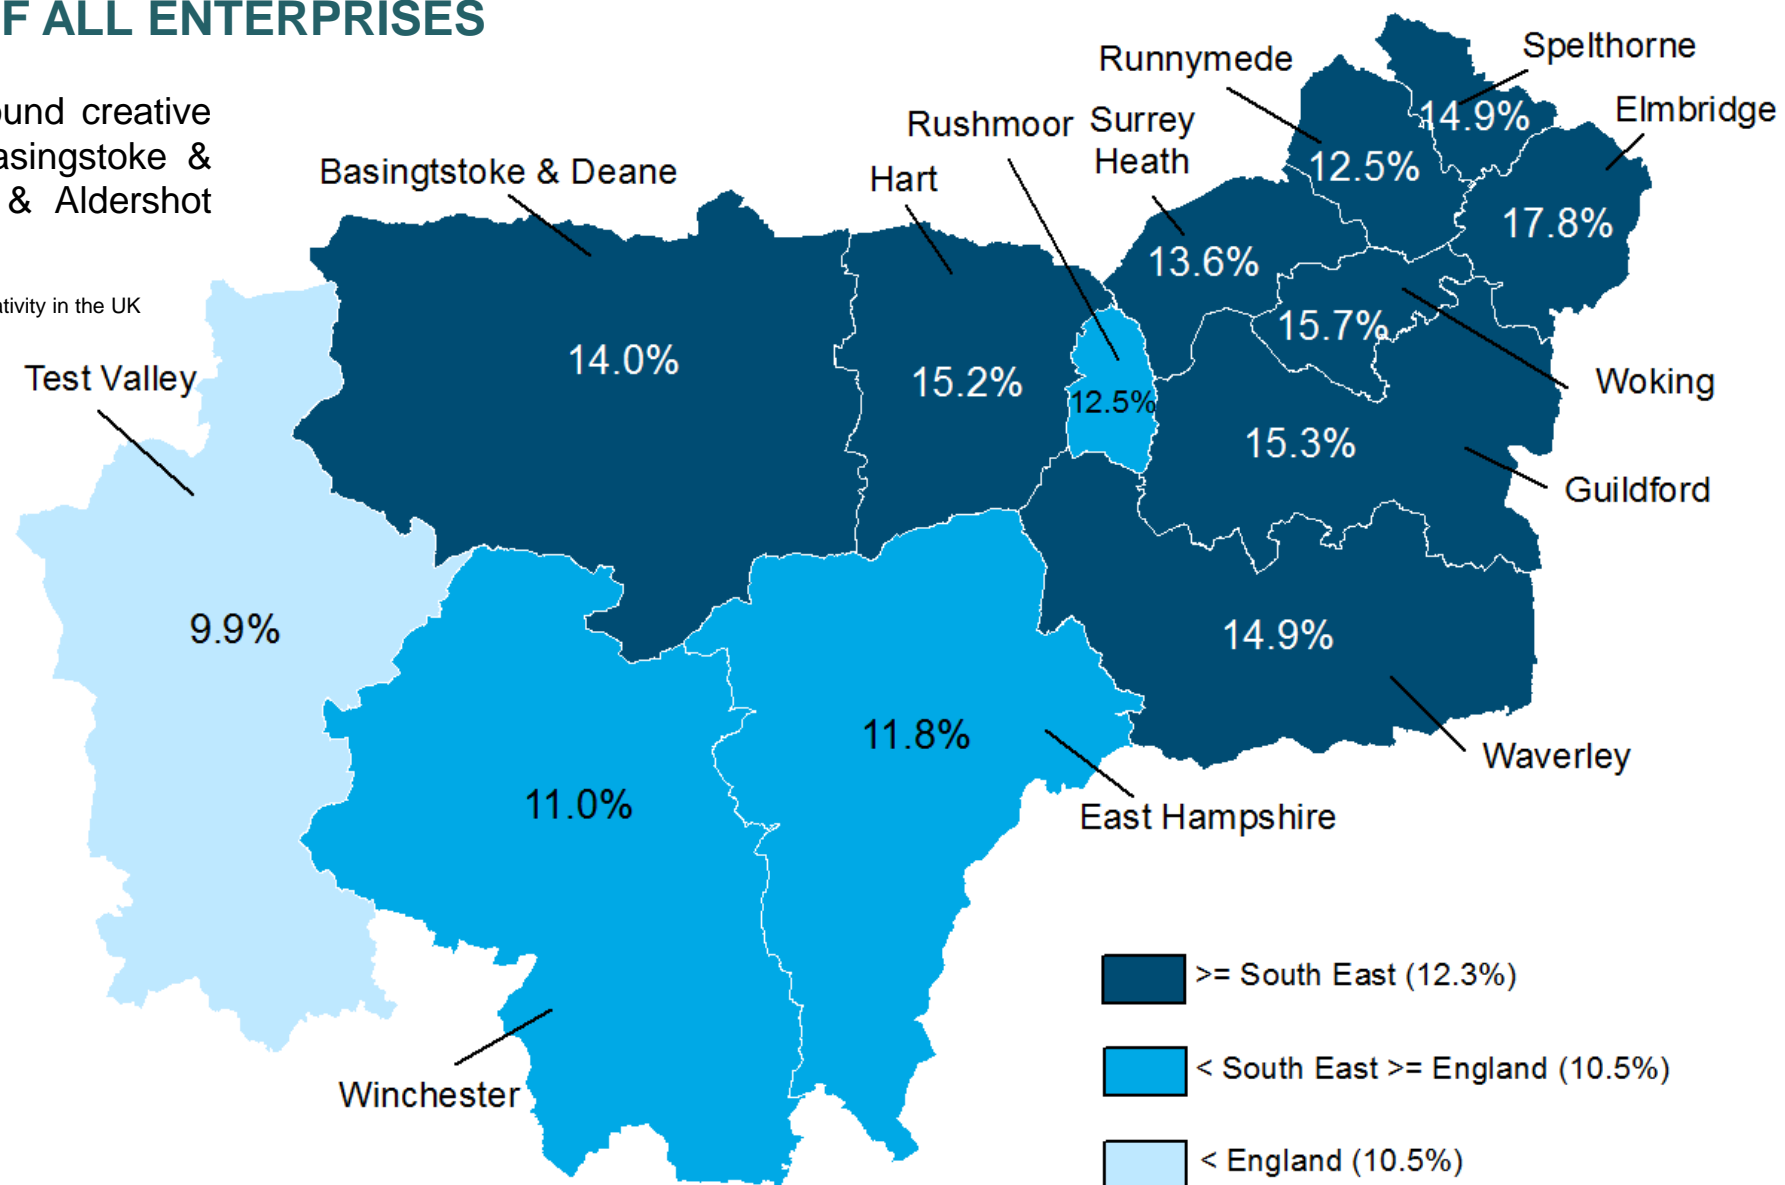 F ALL ENTERPRISES
ound creative
asingstoke &
& Aldershot
ativity in the UK
Runnymede
Spelthorne
Elmbridge
Rushmoor
Surrey
Heath
Basingtstoke & Deane
Hart
14.9%
12.5%
17.8%
13.6%
15.7%
14.0%
15.2%
12.5%
Test Valley
Woking
15.3%
Guildford
9.9%
14.9%
11.8%
Waverley
11.0%
East Hampshire
Winchester
>= South East (12.3%)
< South East >= England (10.5%)
< England (10.5%)